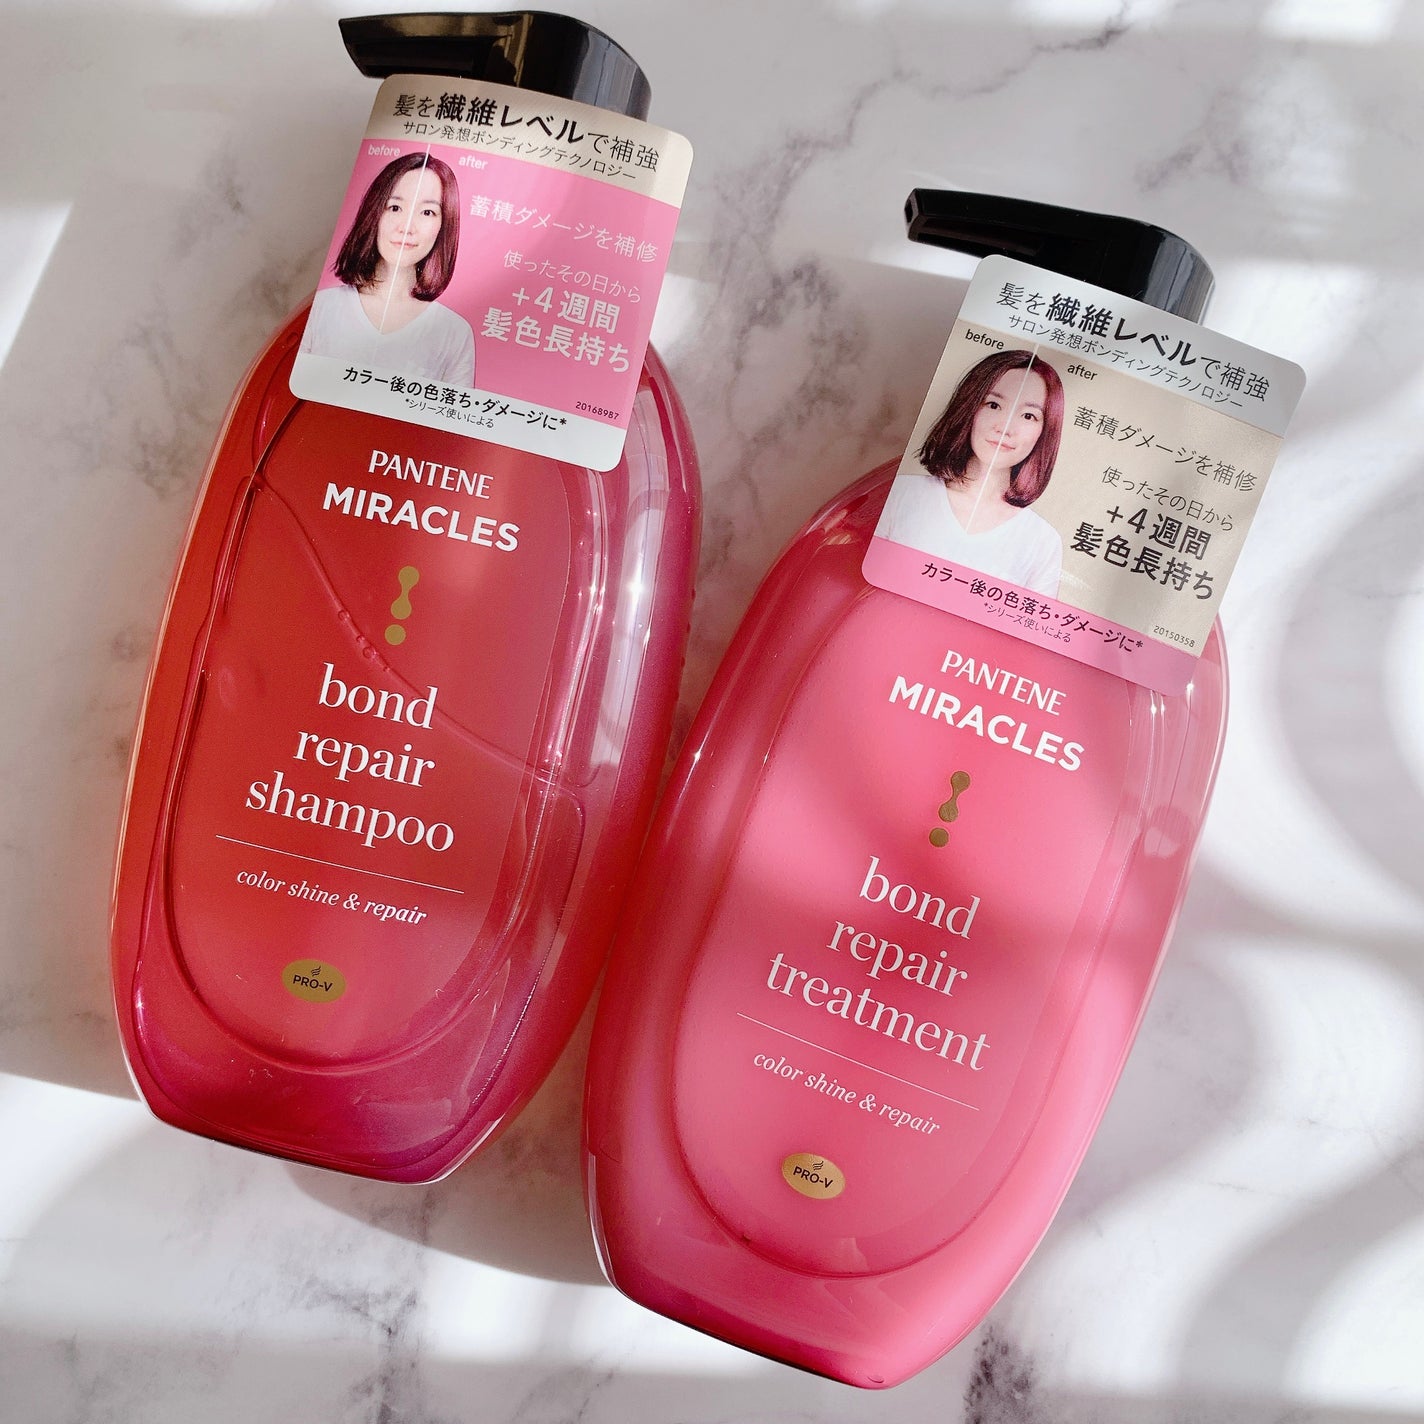 髪を繊維レベルで補強
サロン発想ボンディングテクノロジー
before
after
蓄積ダメージを補修
使ったその日から
+4週間
髪色長持ち
カラー後の色落ち・ダメージに*
*シリーズ使いによる
20168987
PANTENE
MIRACLES
bond
repair
shampoo
color shine & repair
PRO-V
髪を繊維レベルで補強
サロン発想ボンディングテクノロジー
before
after
蓄積ダメージを補修
使ったその日から
+4週間
髪色長持ち
カラー後の色落ち・ダメージに*
*シリーズ使いによる
20150358
PANTENE
MIRACLES
bond
repair
treatment
color shine & repair
PRO-V